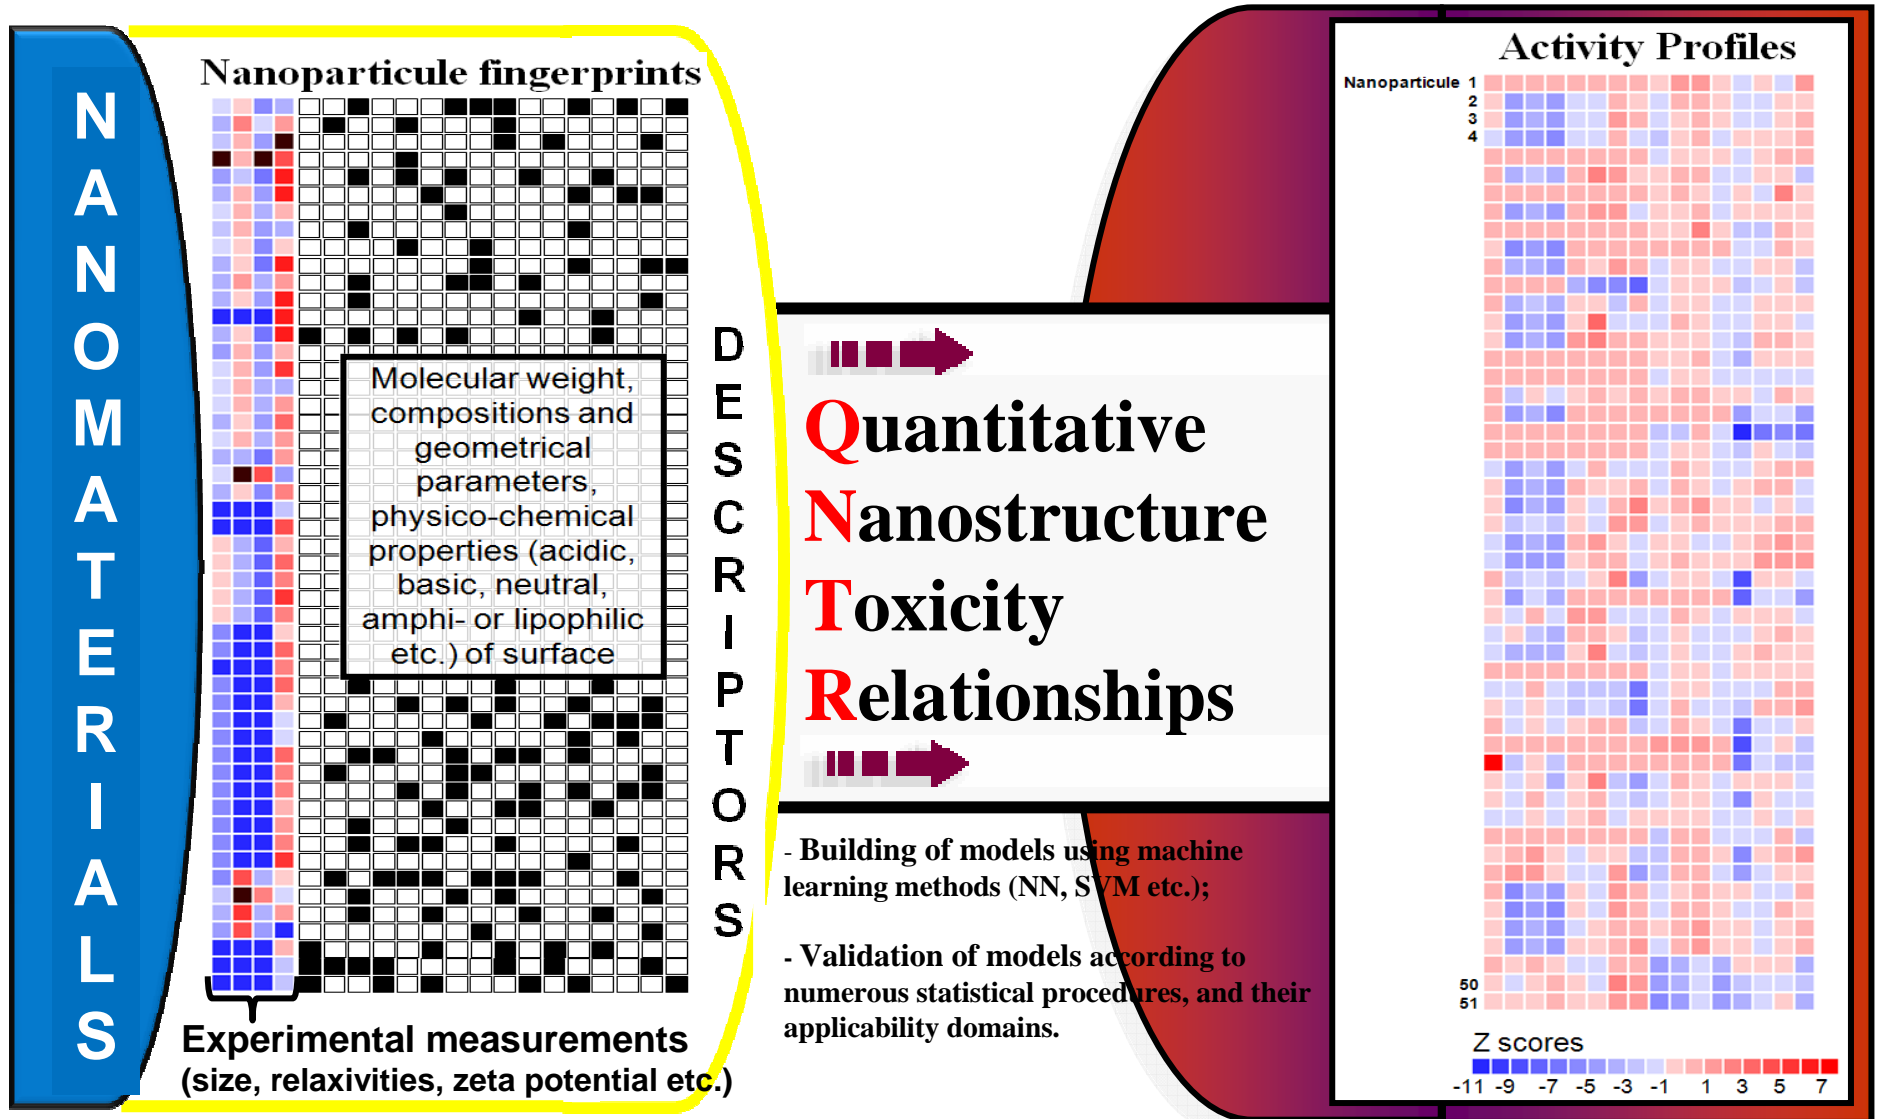 NANOMATERIALS
Nanoparticule fingerprints
Molecular weight,
compositions and
geometrical
parameters,
physico-chemical
properties (acidic,
basic, neutral,
amphi- or lipophilic
etc.) of surface
Experimental measurements
(size, relaxivities, zeta potential etc.)
DESCRIPTORS
Quantitative
Nanostructure
Toxicity
Relationships
- Building of models using machine
learning methods (NN, SVM etc.);
- Validation of models according to
numerous statistical procedures, and their
applicability domains.
Activity Profiles
Nanoparticule 1
2
3
4
50
51
Z scores
-11 -9 -7 -5 -3 -1 1 3 5 7